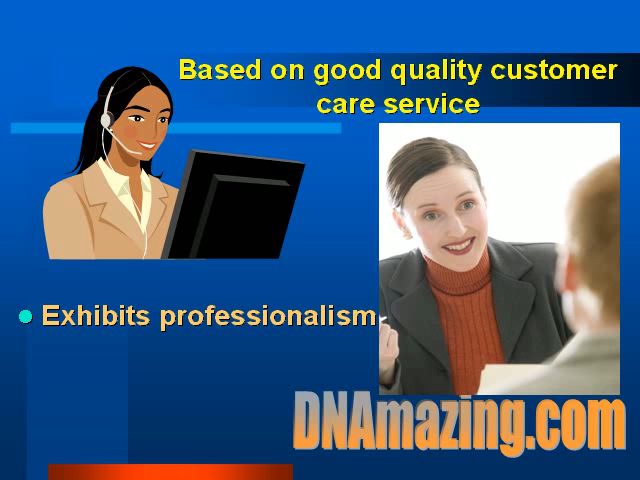 Based on good quality customer
care service
Exhibits professionalism
DNAmazing.com